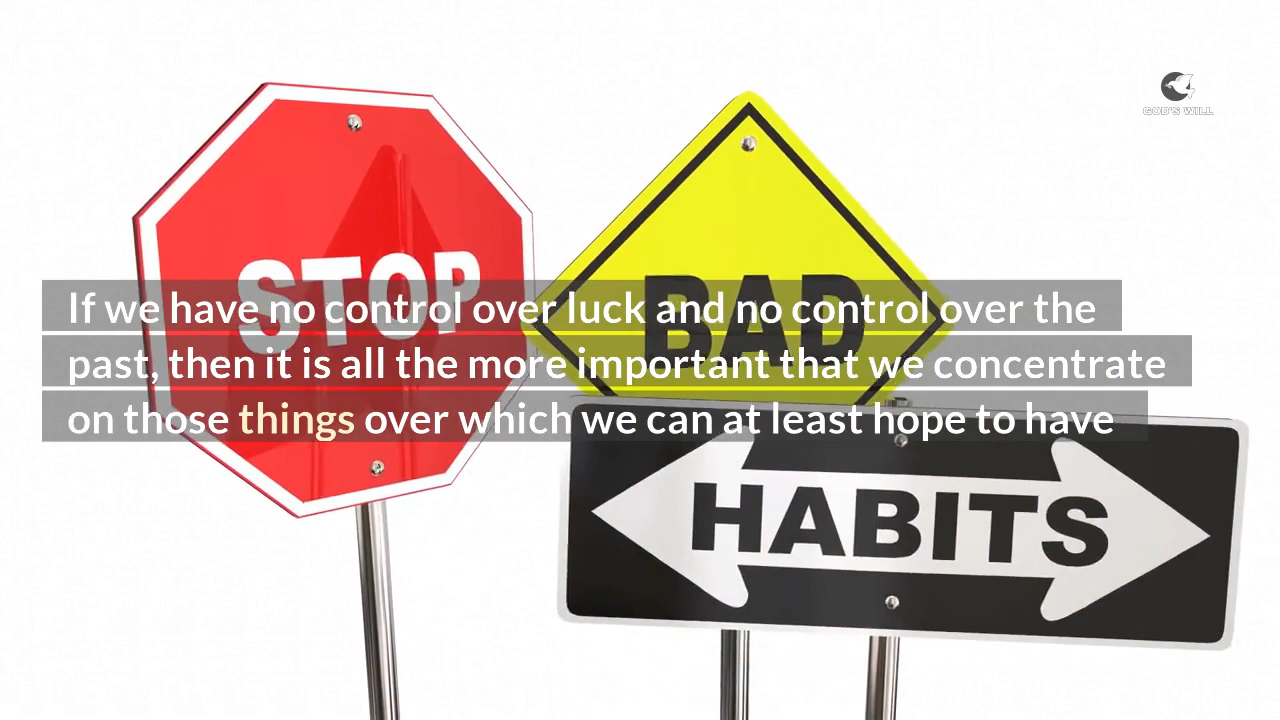 GOD'S WILL
STOP
BAD
If we have no control over luck and no control over the
past, then it is all the more important that we concentrate
on those things over which we can at least hope to have
HABITS